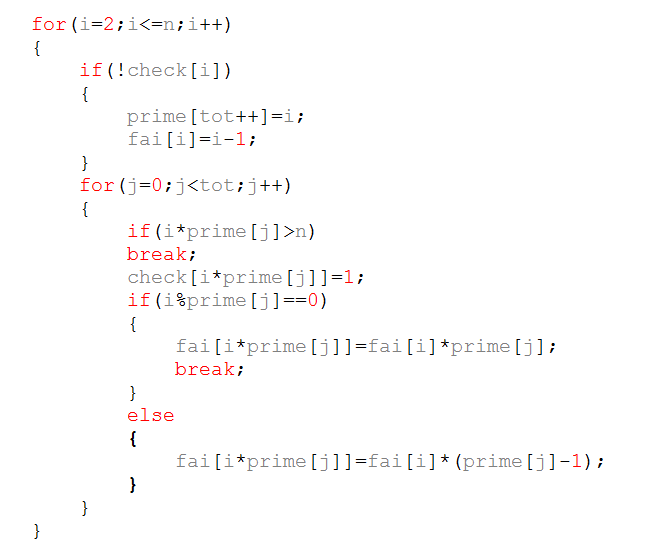 for(i=2;i<=n;i++)
{
    if(!check[i])
    {
        prime[tot++]=i;
        fai[i]=i-1;
    }
    for(j=0;j<tot;j++)
    {
        if(i*prime[j]>n)
        break;
        check[i*prime[j]]=1;
        if(i%prime[j]==0)
        {
            fai[i*prime[j]]=fai[i]*prime[j];
            break;
        }
        else
        {
            fai[i*prime[j]]=fai[i]*(prime[j]-1);
        }
    }
}